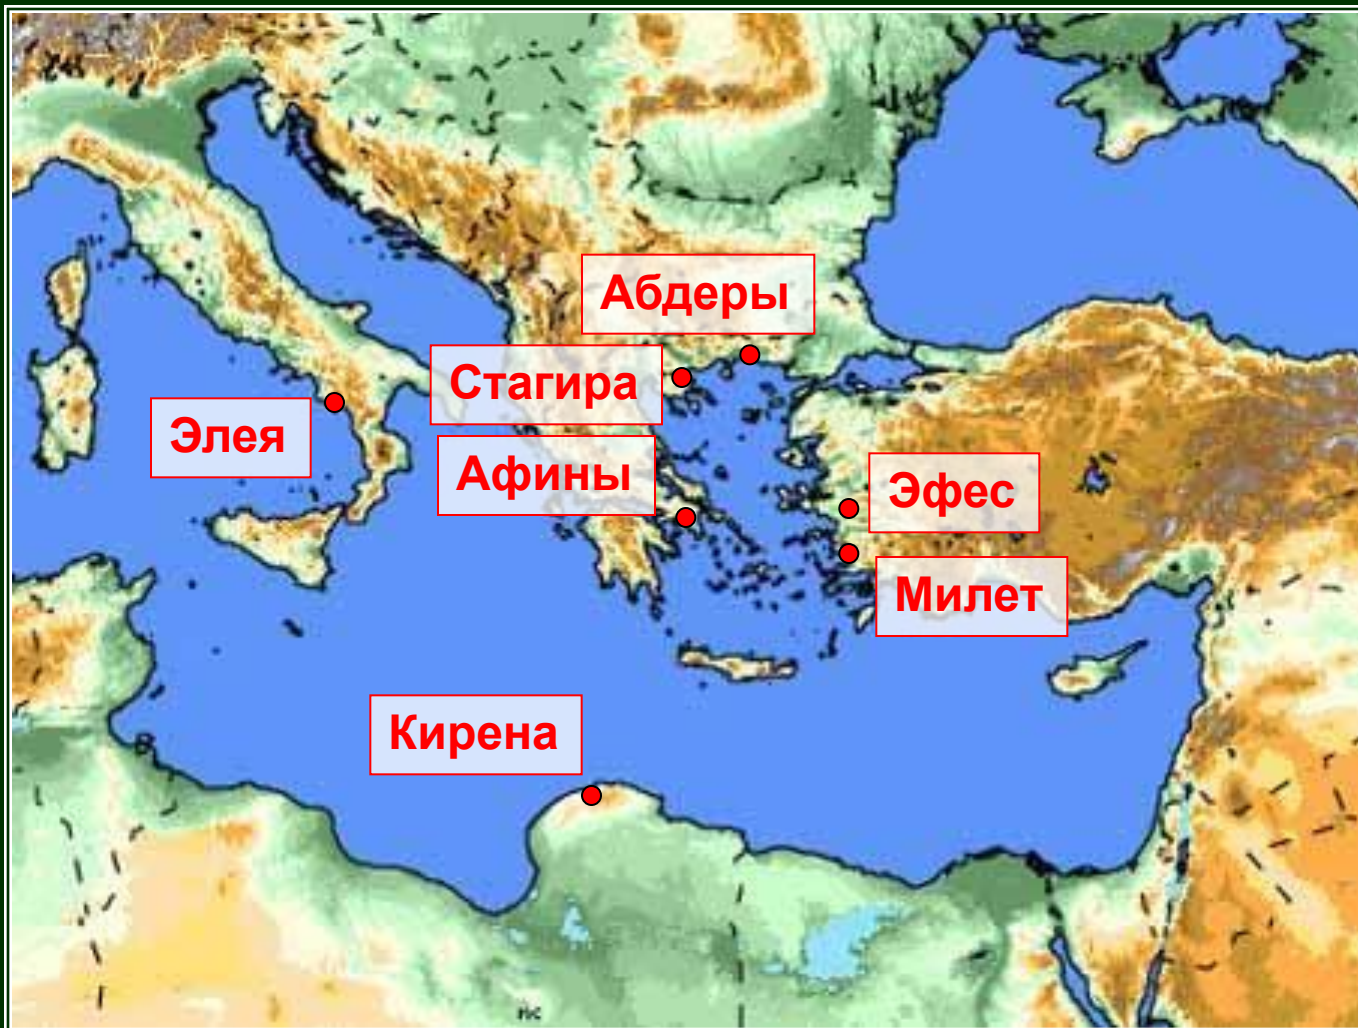 Абдеры
Стагира
Элея
Афины
Эфес
Милет
Кирена